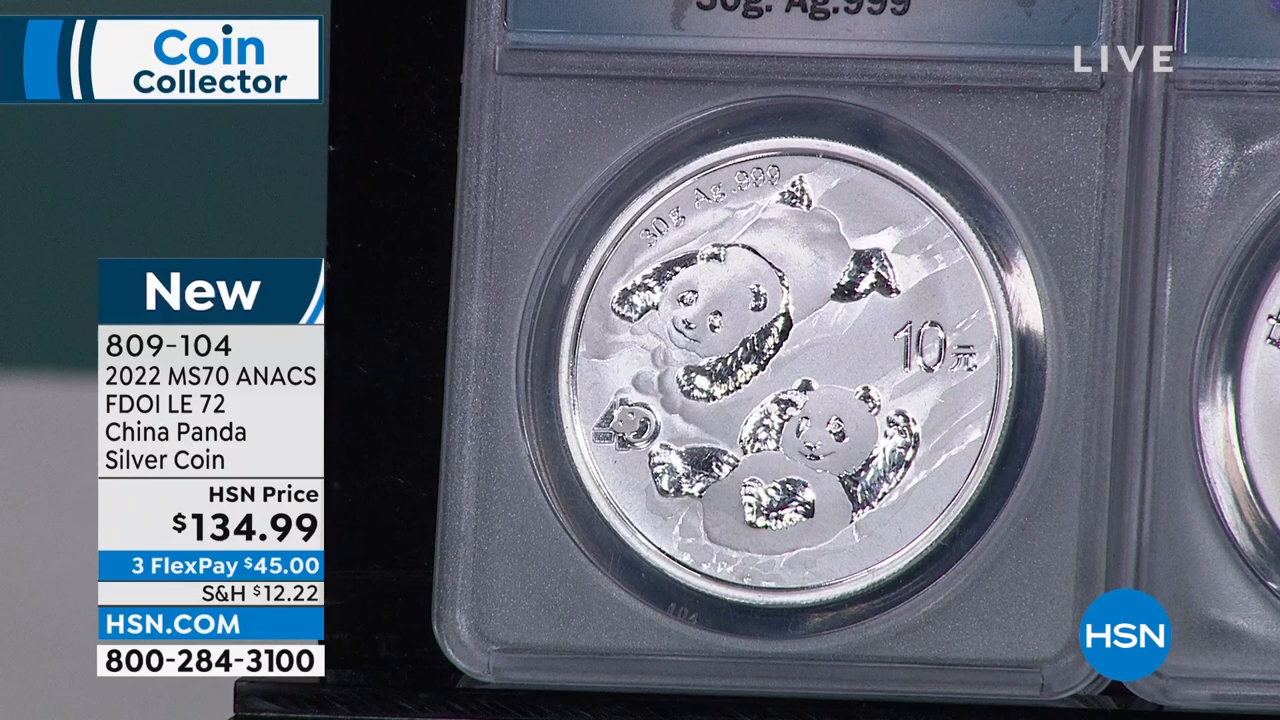 Coin
Collector
30g. Ag.999
LIVE
30g Ag .999
10元
New
809-104
2022 MS70 ANACS
FDOI LE 72
China Panda
Silver Coin
HSN Price
$134.99
3 FlexPay $45.00
S&H $12.22
HSN.COM
800-284-3100
HSN